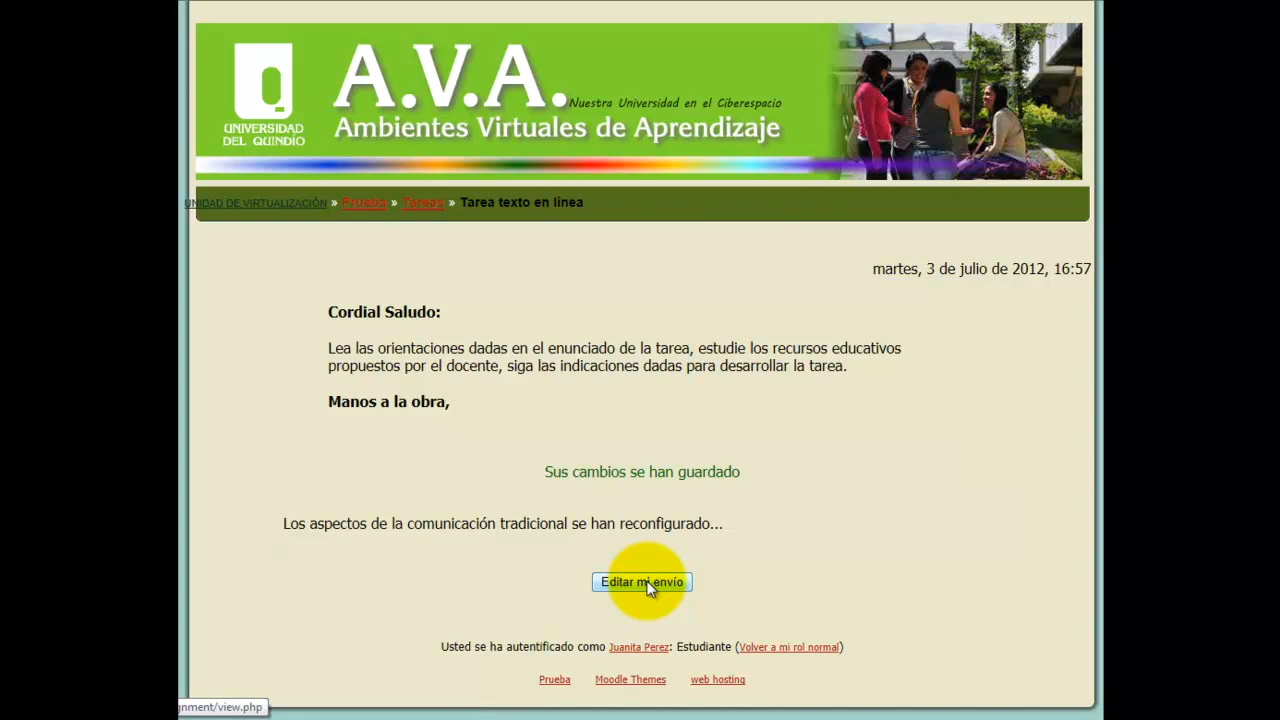 A.V.A. Nuestra Universidad en el Ciberespacio
UNIVERSIDAD
DEL QUINDÍO
Ambientes Virtuales de Aprendizaje
UNIDAD DE VIRTUALIZACIÓN » Prueba » Tareas » Tarea texto en línea
martes, 3 de julio de 2012, 16:57
Cordial Saludo:
Lea las orientaciones dadas en el enunciado de la tarea, estudie los recursos educativos
propuestos por el docente, siga las indicaciones dadas para desarrollar la tarea.
Manos a la obra,
Sus cambios se han guardado
Los aspectos de la comunicación tradicional se han reconfigurado...
Editar mi envío
Usted se ha autentificado como Juanita Perez: Estudiante (Volver a mi rol normal)
Prueba Moodle Themes web hosting
gnment/view.php